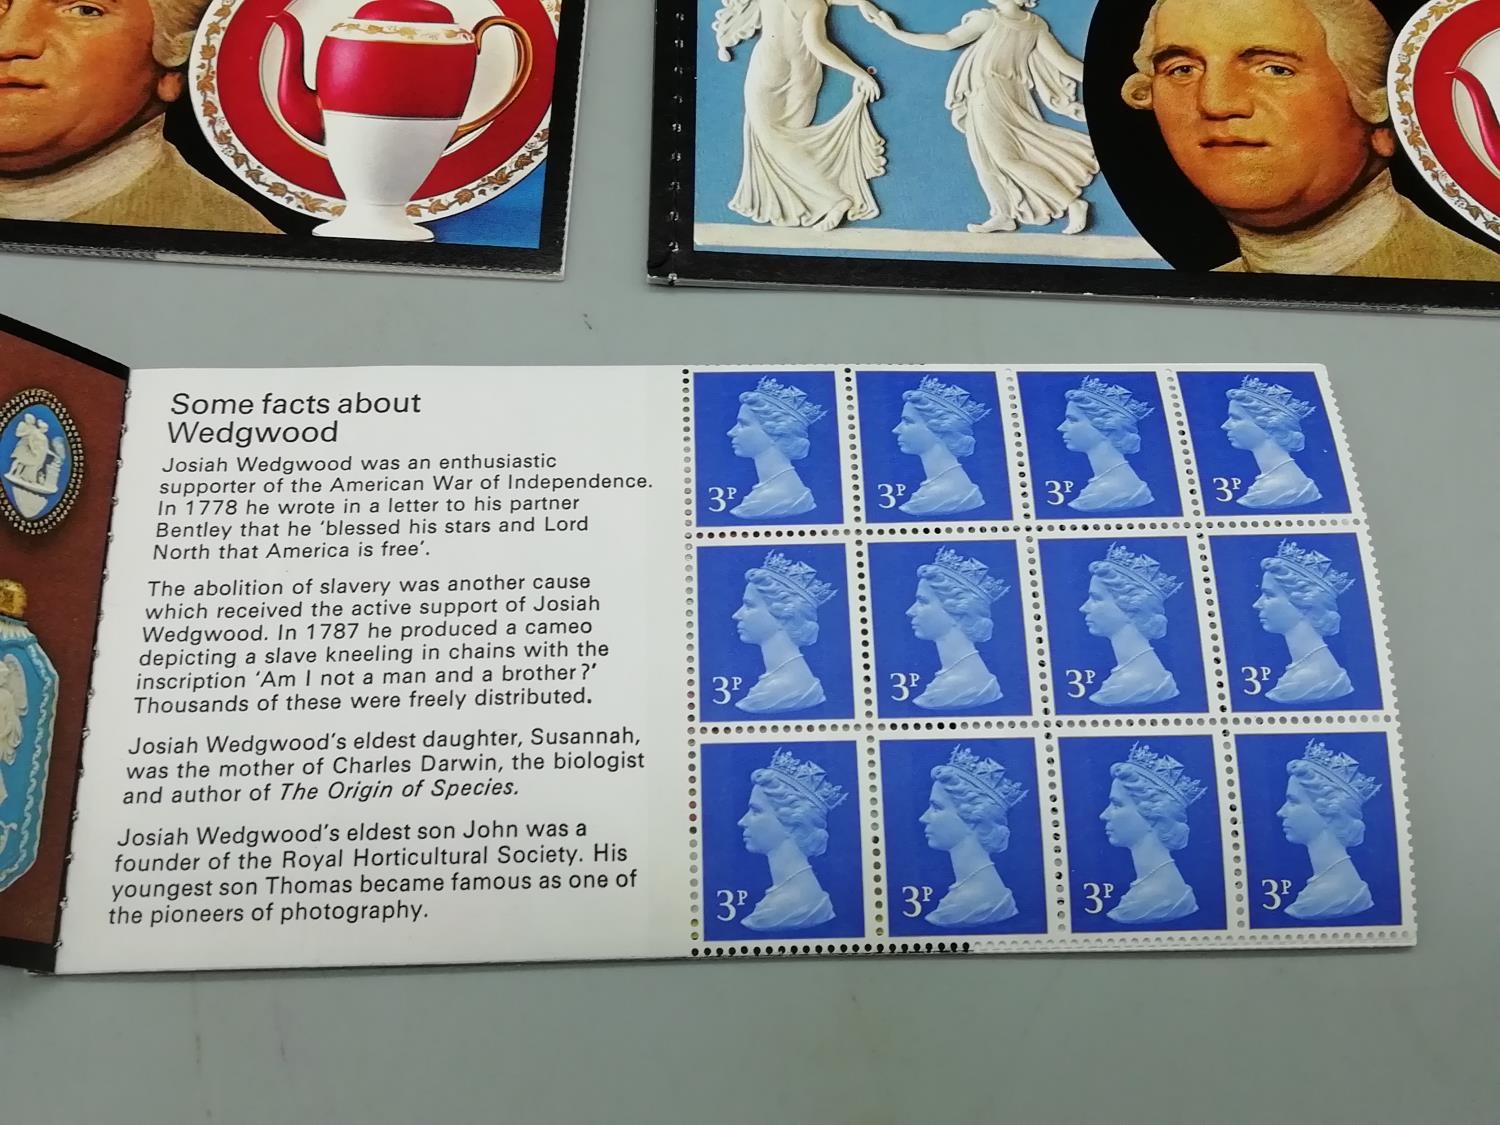 Some facts about
Wedgwood
Josiah Wedgwood was an enthusiastic
supporter of the American War of Independence.
In 1778 he wrote in a letter to his partner
Bentley that he 'blessed his stars and Lord
North that America is free'.
The abolition of slavery was another cause
which received the active support of Josiah
Wedgwood. In 1787 he produced a cameo
depicting a slave kneeling in chains with the
inscription 'Am I not a man and a brother?'
Thousands of these were freely distributed.
Josiah Wedgwood's eldest daughter, Susannah,
was the mother of Charles Darwin, the biologist
and author of The Origin of Species.
Josiah Wedgwood's eldest son John was a
founder of the Royal Horticultural Society. His
youngest son Thomas became famous as one of
the pioneers of photography.
3P 3P 3P 3P
3P 3P 3P 3P
3P 3P 3P 3P